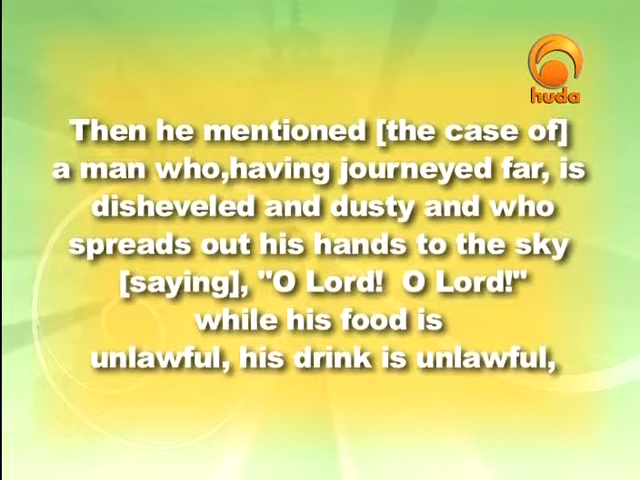 huda
Then he mentioned [the case of]
a man who,having journeyed far, is
disheveled and dusty and who
spreads out his hands to the sky
[saying], "O Lord!  O Lord!"
while his food is
unlawful, his drink is unlawful,